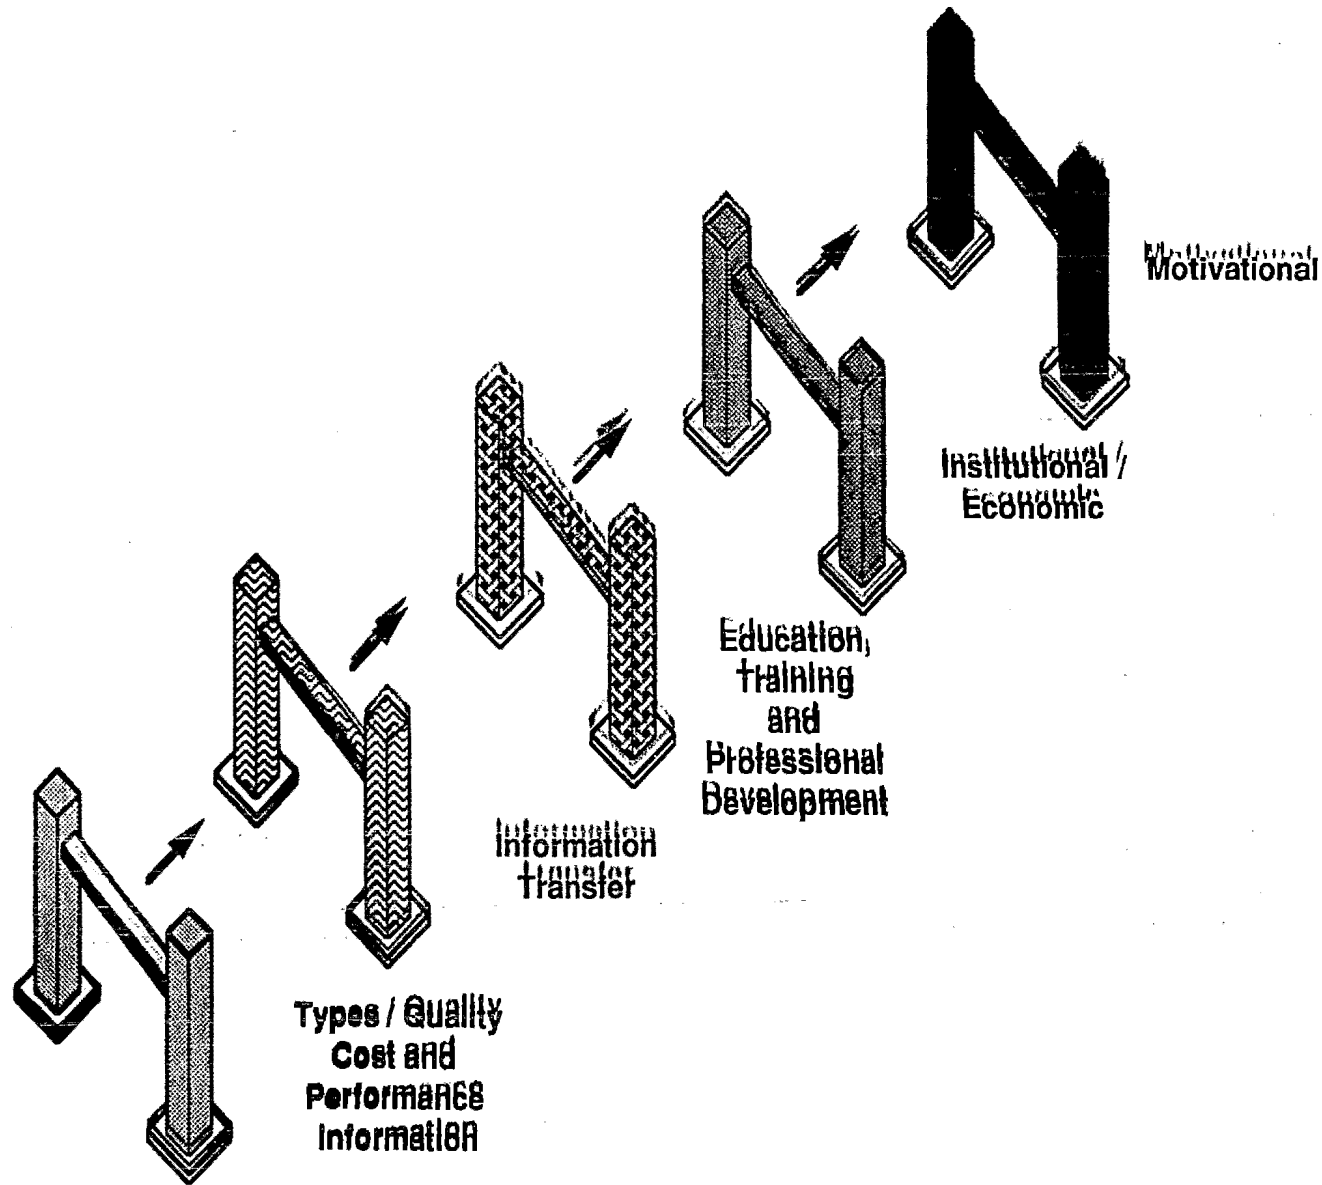 Motivational
Institutional /
Economic
Education,
Training
and
Professional
Development
Information
Transfer
Types / Quality
Cost and
Performance
Information